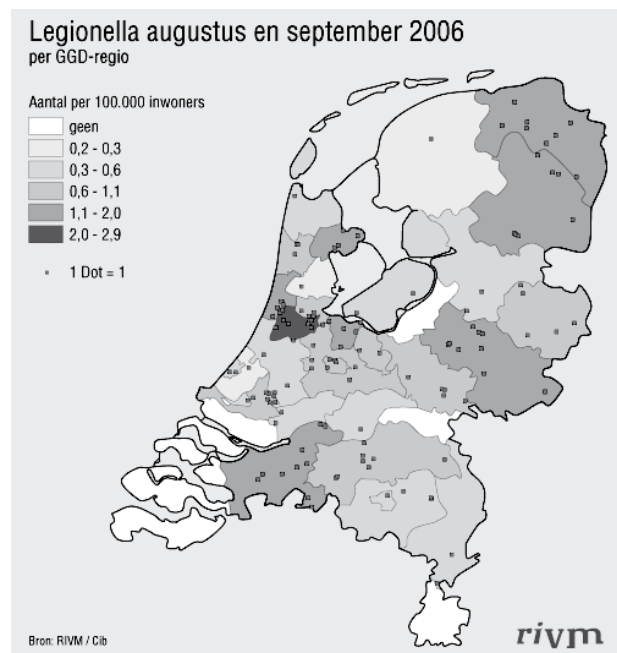 Legionella augustus en september 2006
per GGD-regio
Aantal per 100.000 inwoners
geen
0,2 - 0,3
0,3 - 0,6
0,6 - 1,1
1,1 - 2,0
2,0 - 2,9
1 Dot = 1
Bron: RIVM / Cib
rivm